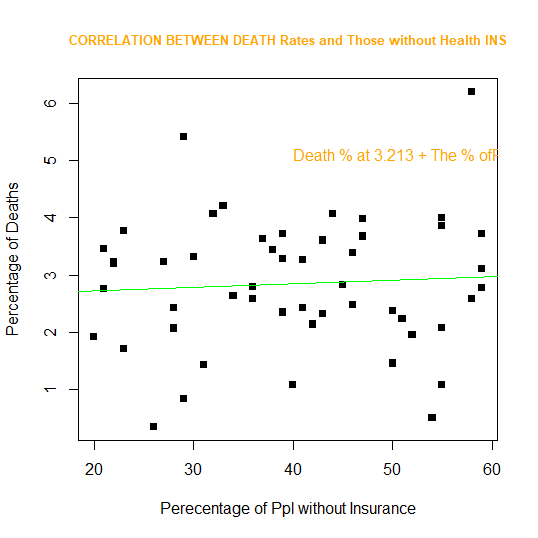 CORRELATION BETWEEN DEATH Rates and Those without Health INS
Death % at 3.213 + The % of
Percentage of Deaths
6
5
4
3
2
1
20 30 40 50 60
Perecentage of Ppl without Insurance